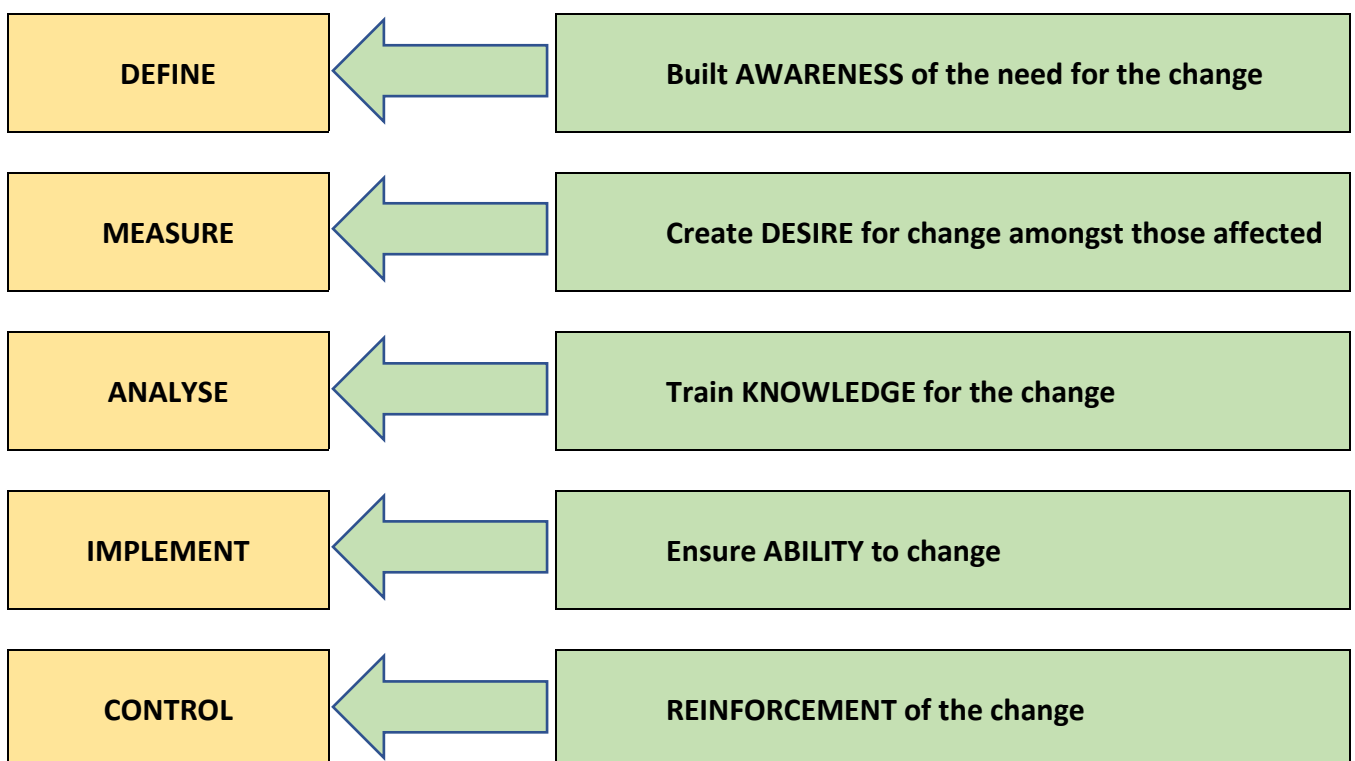 DEFINE
Built AWARENESS of the need for the change
MEASURE
Create DESIRE for change amongst those affected
ANALYSE
Train KNOWLEDGE for the change
IMPLEMENT
Ensure ABILITY to change
CONTROL
REINFORCEMENT of the change